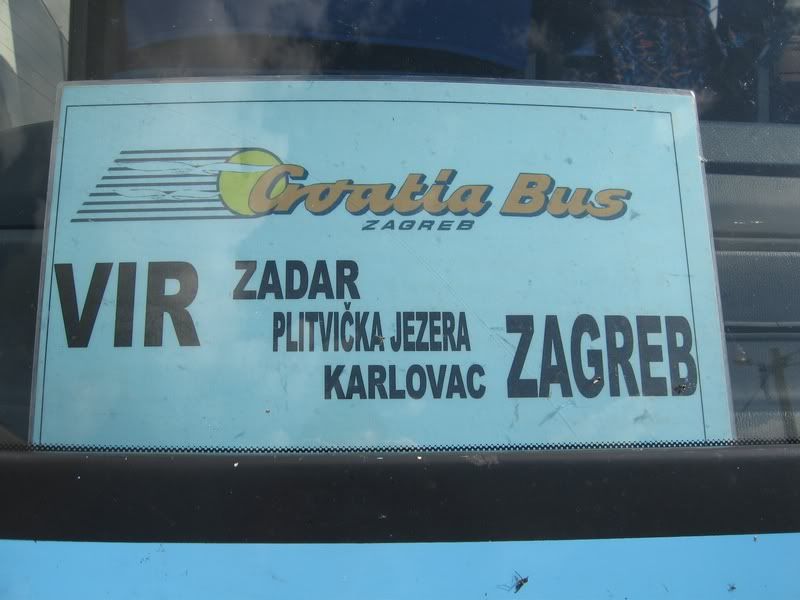 Croatia Bus
ZAGREB
VIR
ZADAR
PLITVIČKA JEZERA
KARLOVAC
ZAGREB